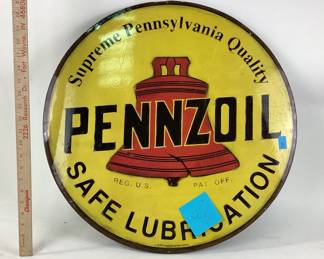 Supreme Pennsylvania Quality
PENNZOIL
REG. U.S. PAT. OFF.
SAFE LUBRICATION